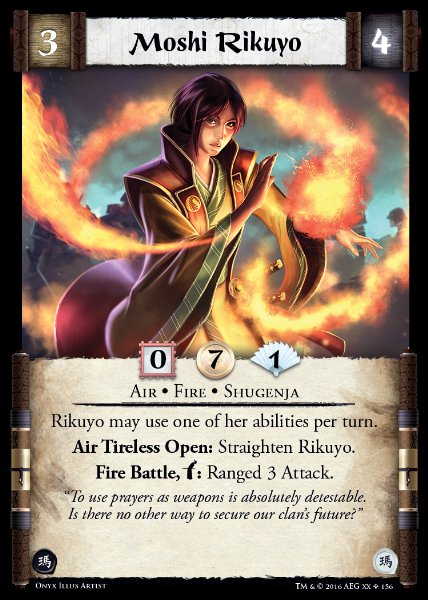 3 Moshi Rikuyo 4
0 7 1
Air • Fire • Shugenja
Rikuyo may use one of her abilities per turn.
Air Tireless Open: Straighten Rikuyo.
Fire Battle, : Ranged 3 Attack.
“To use prayers as weapons is absolutely detestable.
Is there no other way to secure our clan’s future?”
瑪 瑪
Onyx Illus Artist TM & © 2016 AEG XX ❖ 156